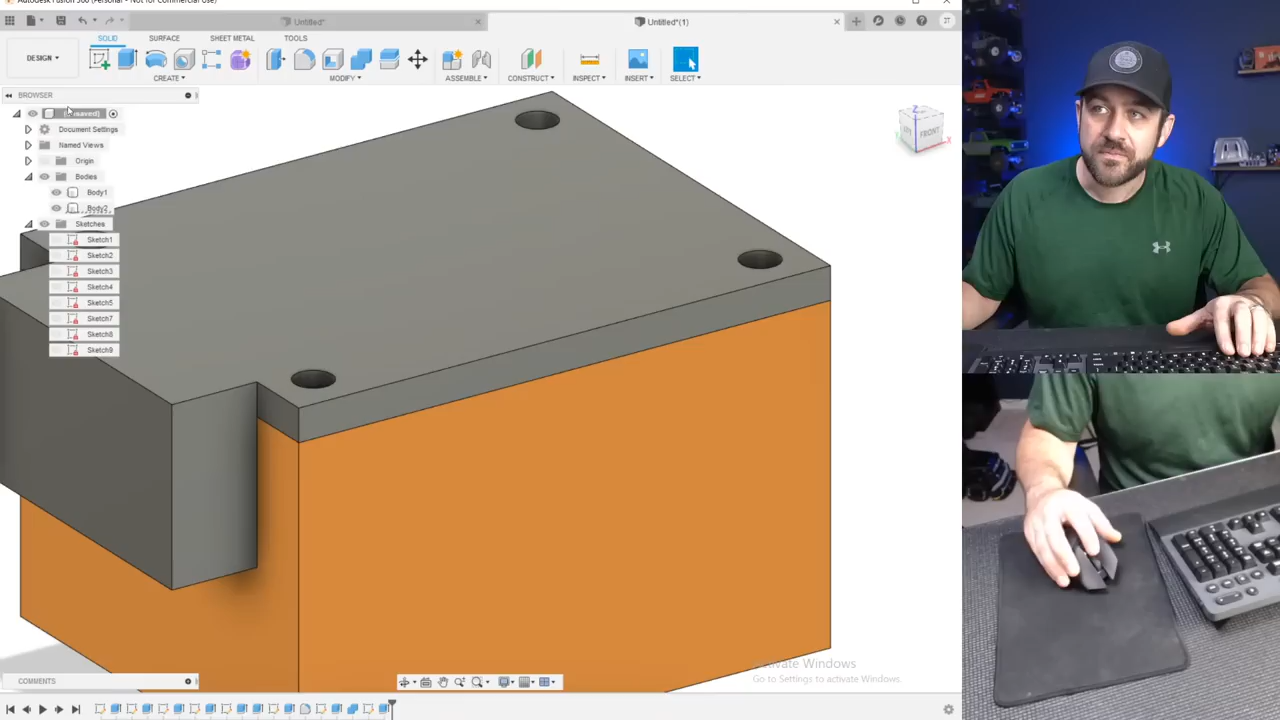 Autodesk Fusion 360 (Personal - Not for Commercial Use)
Untitled*
Untitled*(1)
JT
SOLID
SURFACE
SHEET METAL
TOOLS
DESIGN
CREATE
MODIFY
ASSEMBLE
CONSTRUCT
INSPECT
INSERT
SELECT
BROWSER
Document Settings
Named Views
Origin
Bodies
Body1
Body2
Sketches
Sketch1
Sketch2
Sketch3
Sketch4
Sketch5
Sketch7
Sketch8
Sketch9
Z
FRONT
X
Activate Windows
Go to Settings to activate Windows.
COMMENTS